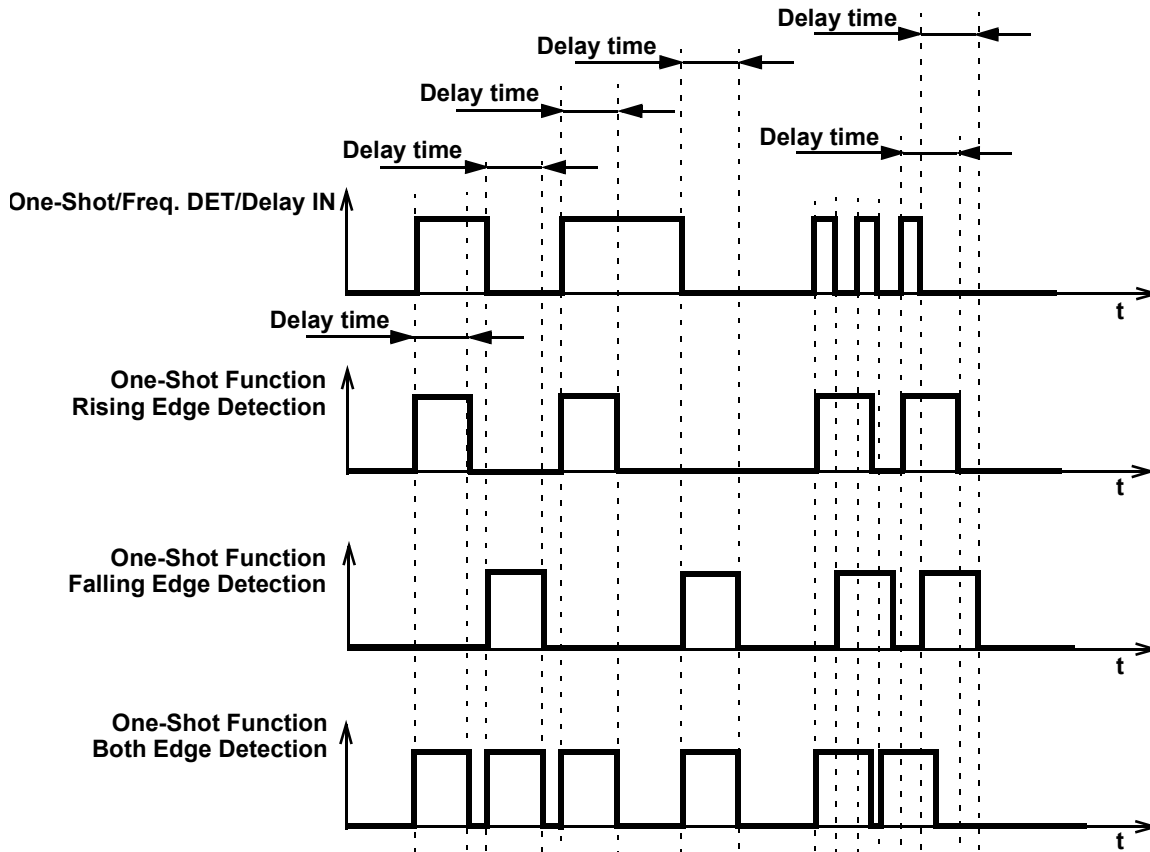 Delay time
Delay time
Delay time
Delay time
Delay time
One-Shot/Freq. DET/Delay IN
t
Delay time
One-Shot Function
Rising Edge Detection
t
One-Shot Function
Falling Edge Detection
t
One-Shot Function
Both Edge Detection
t